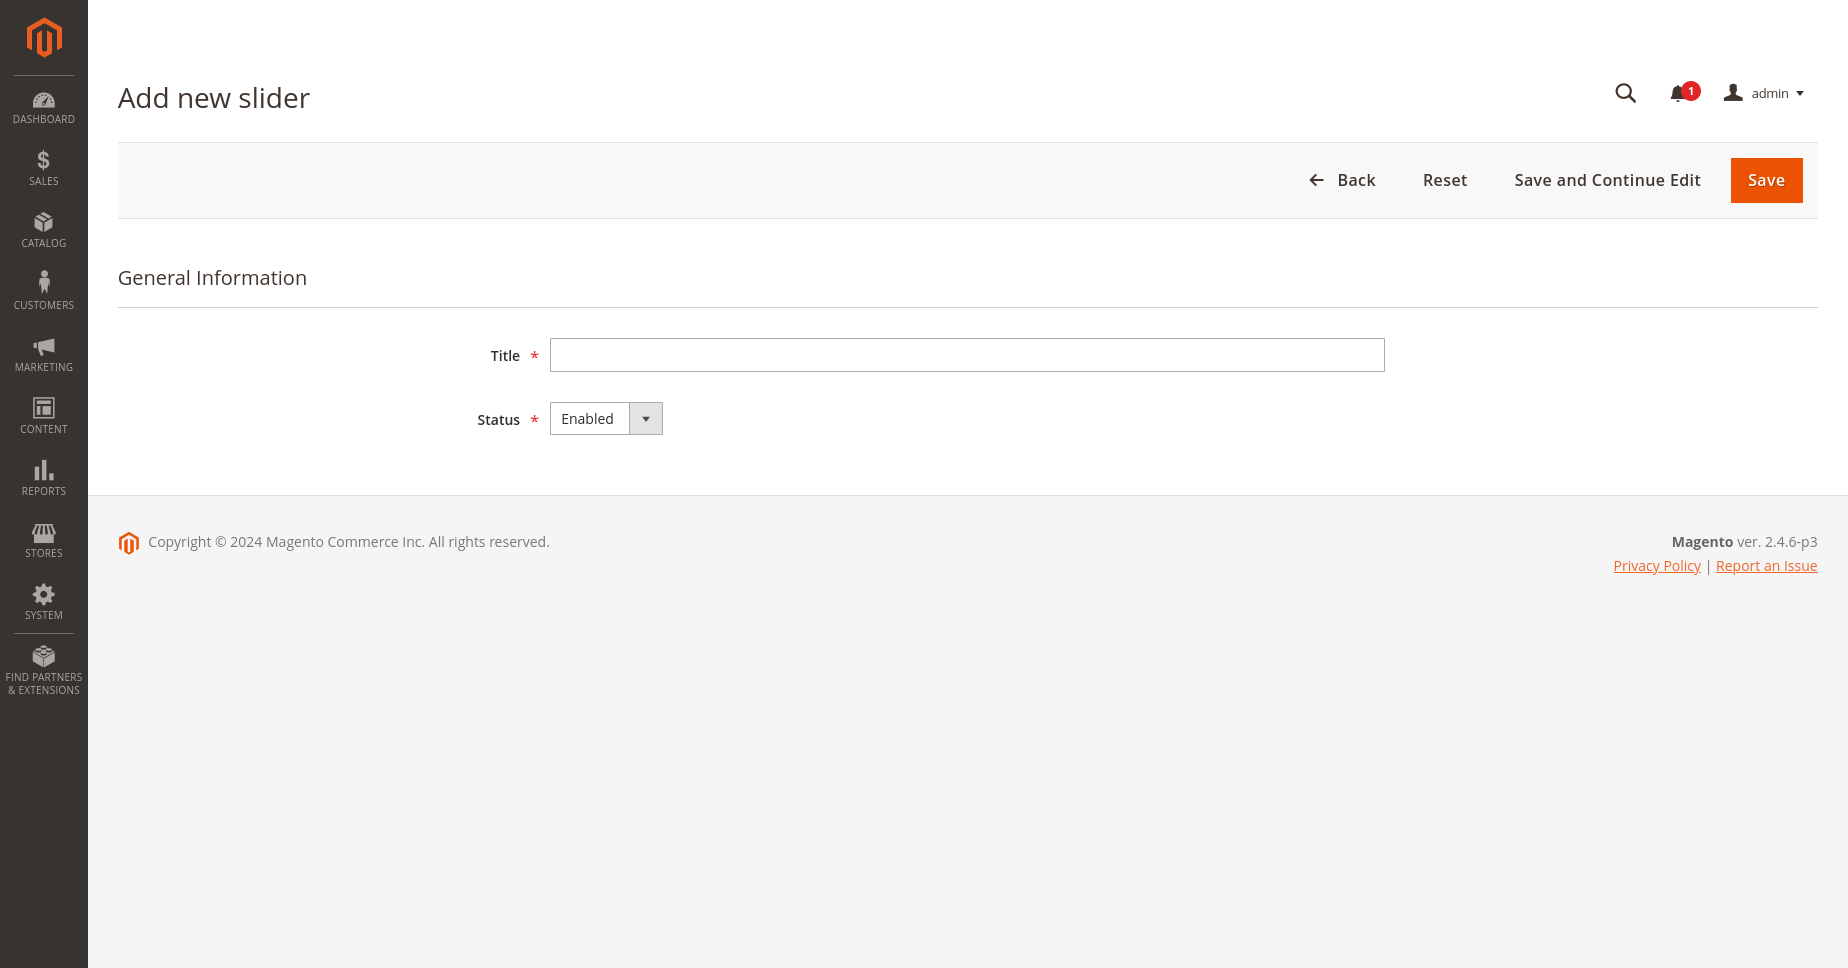 Add new slider
1
admin
Back
Reset
Save and Continue Edit
Save
DASHBOARD
SALES
CATALOG
CUSTOMERS
MARKETING
CONTENT
REPORTS
STORES
SYSTEM
FIND PARTNERS
& EXTENSIONS
General Information
Title *
Status * Enabled
Copyright © 2024 Magento Commerce Inc. All rights reserved.
Magento ver. 2.4.6-p3
Privacy Policy | Report an Issue